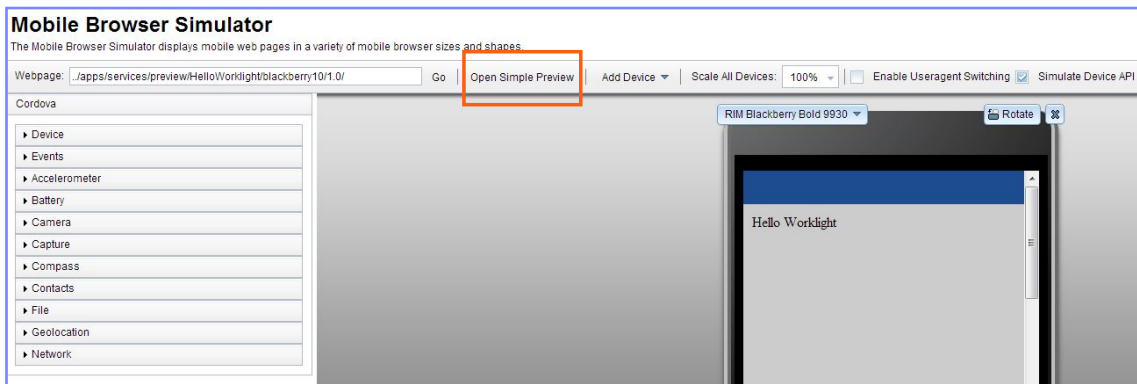 Mobile Browser Simulator
The Mobile Browser Simulator displays mobile web pages in a variety of mobile browser sizes and shapes.
Webpage: ../apps/services/preview/HelloWorklight/blackberry10/1.0/ Go Open Simple Preview Add Device Scale All Devices: 100% Enable Useragent Switching Simulate Device API
Cordova
Device
Events
Accelerometer
Battery
Camera
Capture
Compass
Contacts
File
Geolocation
Network
RIM Blackberry Bold 9930 Rotate
Hello Worklight